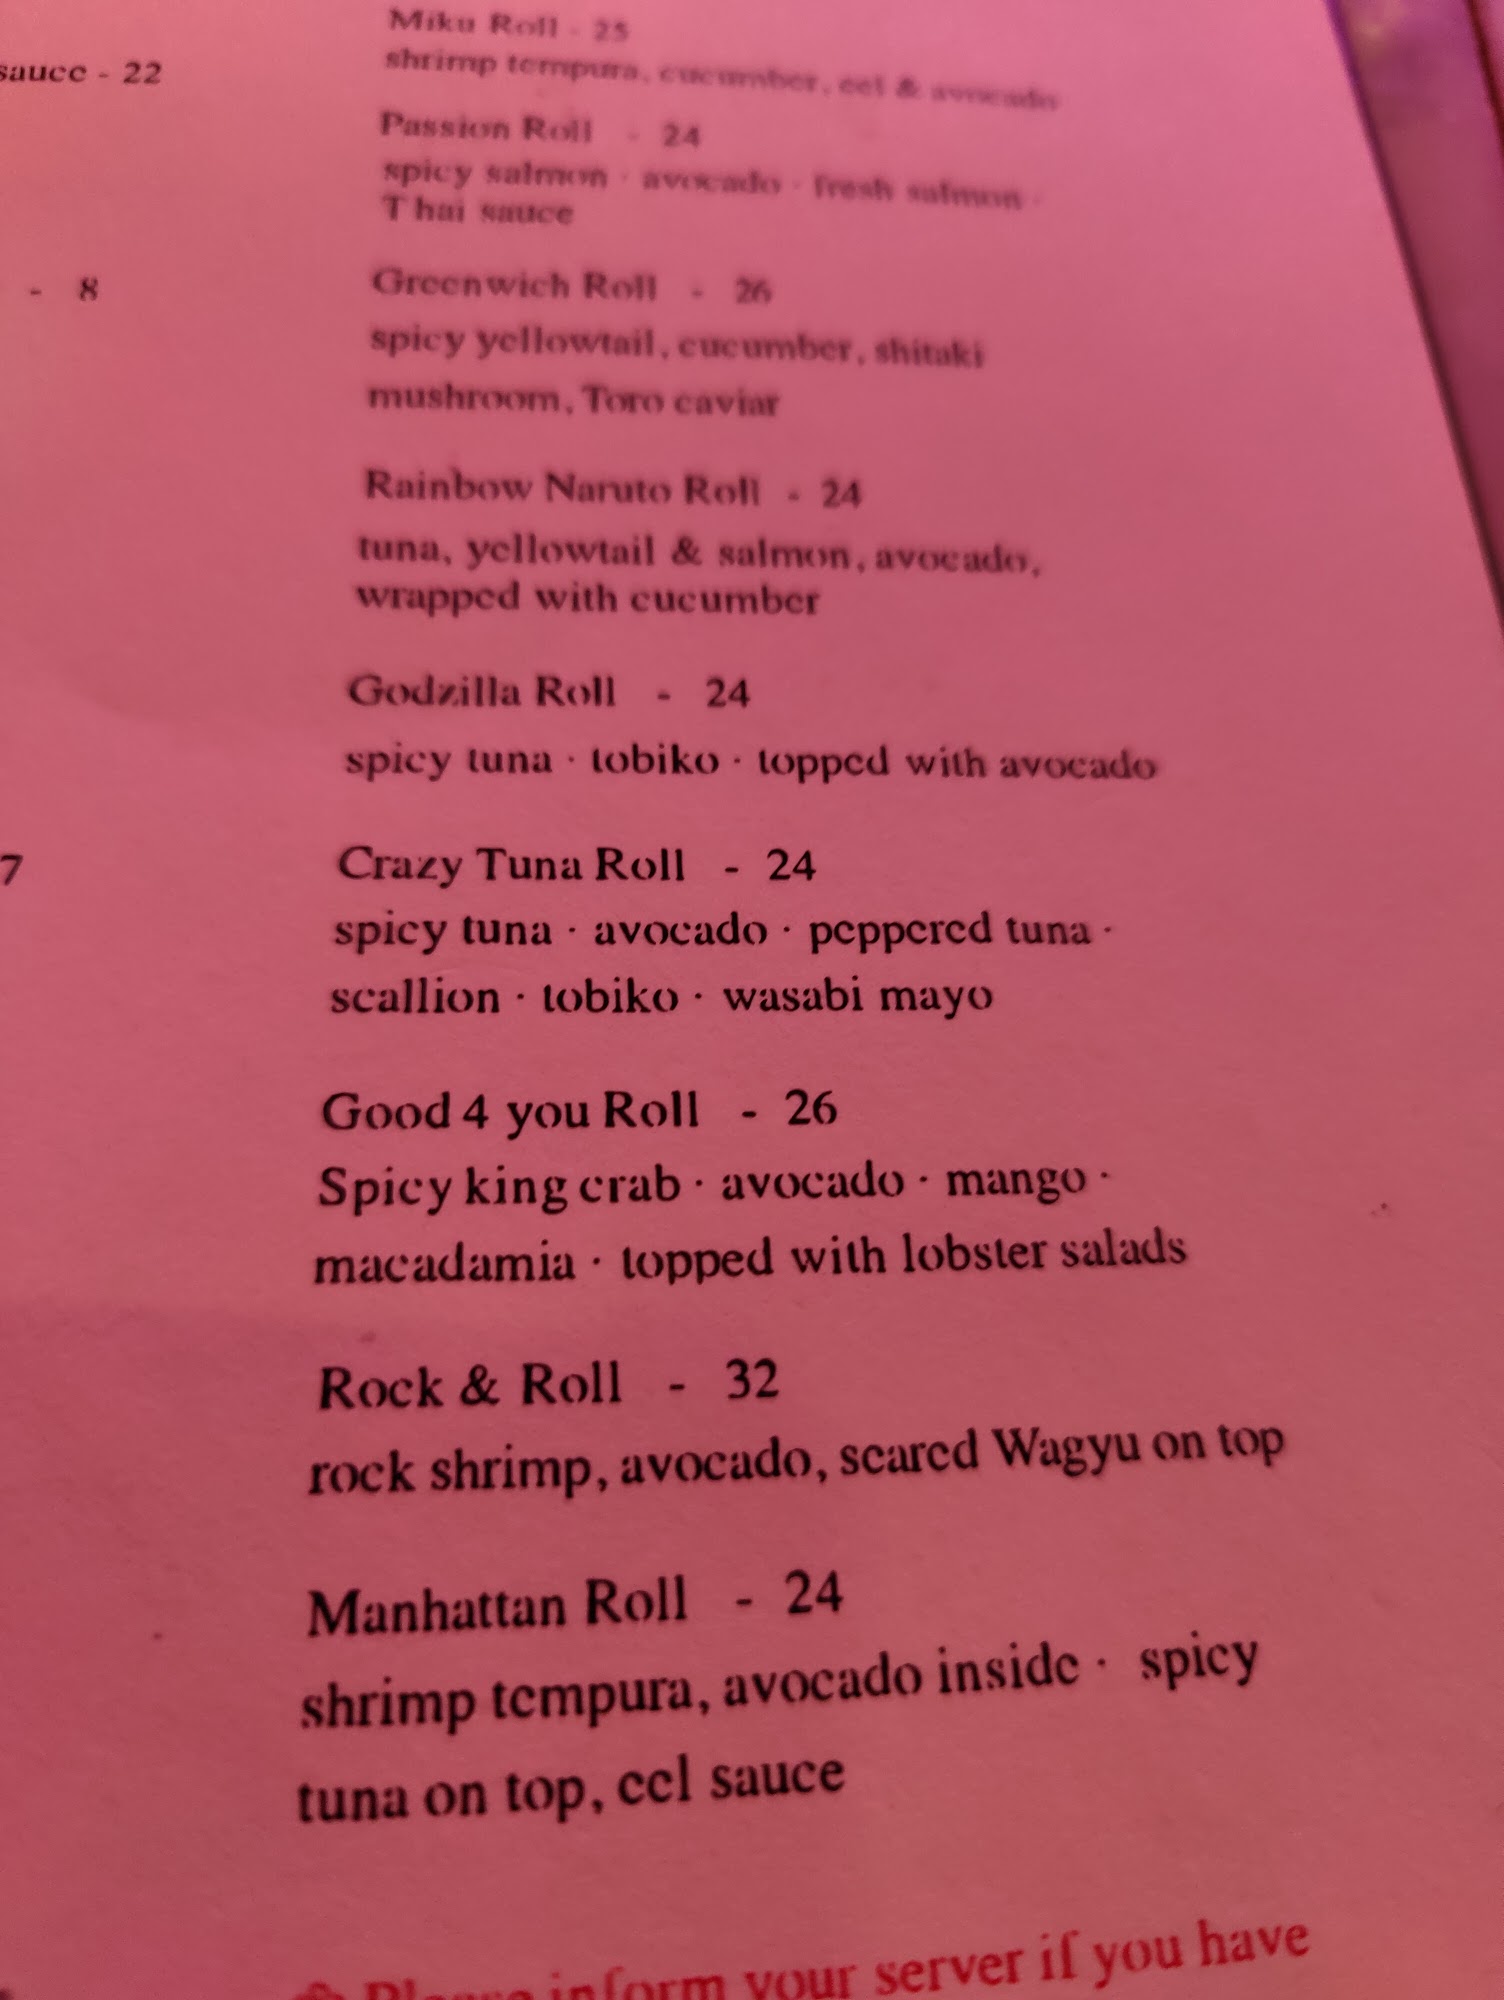 sauce - 22
- 8
7
Miku Roll - 25
shrimp tempura, cucumber, eel & avocado
Passion Roll - 24
spicy salmon · avocado · fresh salmon ·
Thai sauce
Greenwich Roll - 26
spicy yellowtail, cucumber, shitaki
mushroom, Toro caviar
Rainbow Naruto Roll - 24
tuna, yellowtail & salmon, avocado,
wrapped with cucumber
Godzilla Roll - 24
spicy tuna · tobiko · topped with avocado
Crazy Tuna Roll - 24
spicy tuna · avocado · peppered tuna ·
scallion · tobiko · wasabi mayo
Good 4 you Roll - 26
Spicy king crab · avocado · mango ·
macadamia · topped with lobster salads
Rock & Roll - 32
rock shrimp, avocado, seared Wagyu on top
Manhattan Roll - 24
shrimp tempura, avocado inside · spicy
tuna on top, eel sauce
Please inform your server if you have